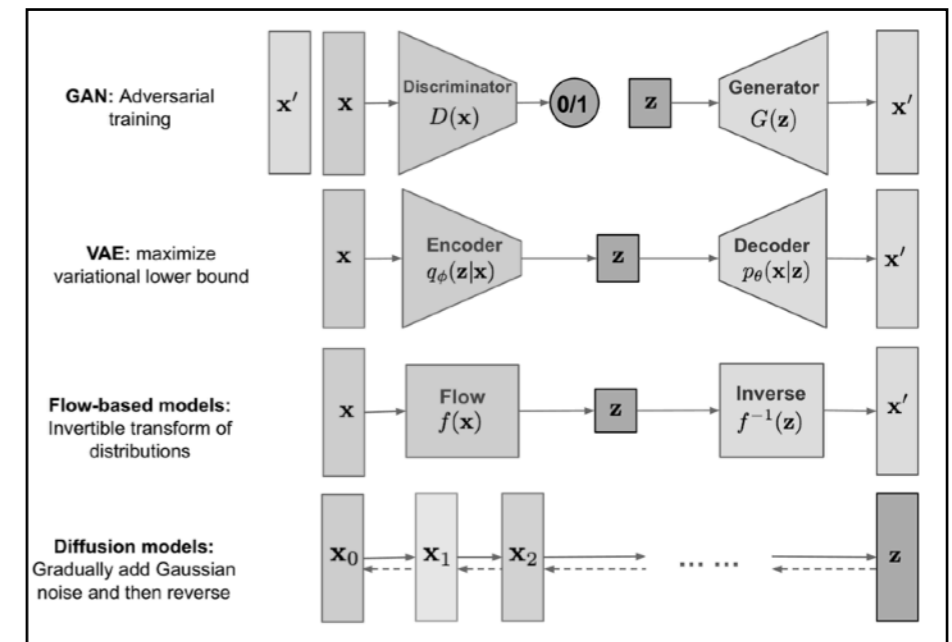 GAN: Adversarial
training
x′
x
Discriminator
D(x)
0/1
z
Generator
G(z)
x′
VAE: maximize
variational lower bound
x
Encoder
qϕ(z|x)
z
Decoder
pθ(x|z)
x′
Flow-based models:
Invertible transform of
distributions
x
Flow
f(x)
z
Inverse
f⁻¹(z)
x′
Diffusion models:
Gradually add Gaussian
noise and then reverse
x₀
x₁
x₂
... ...
z